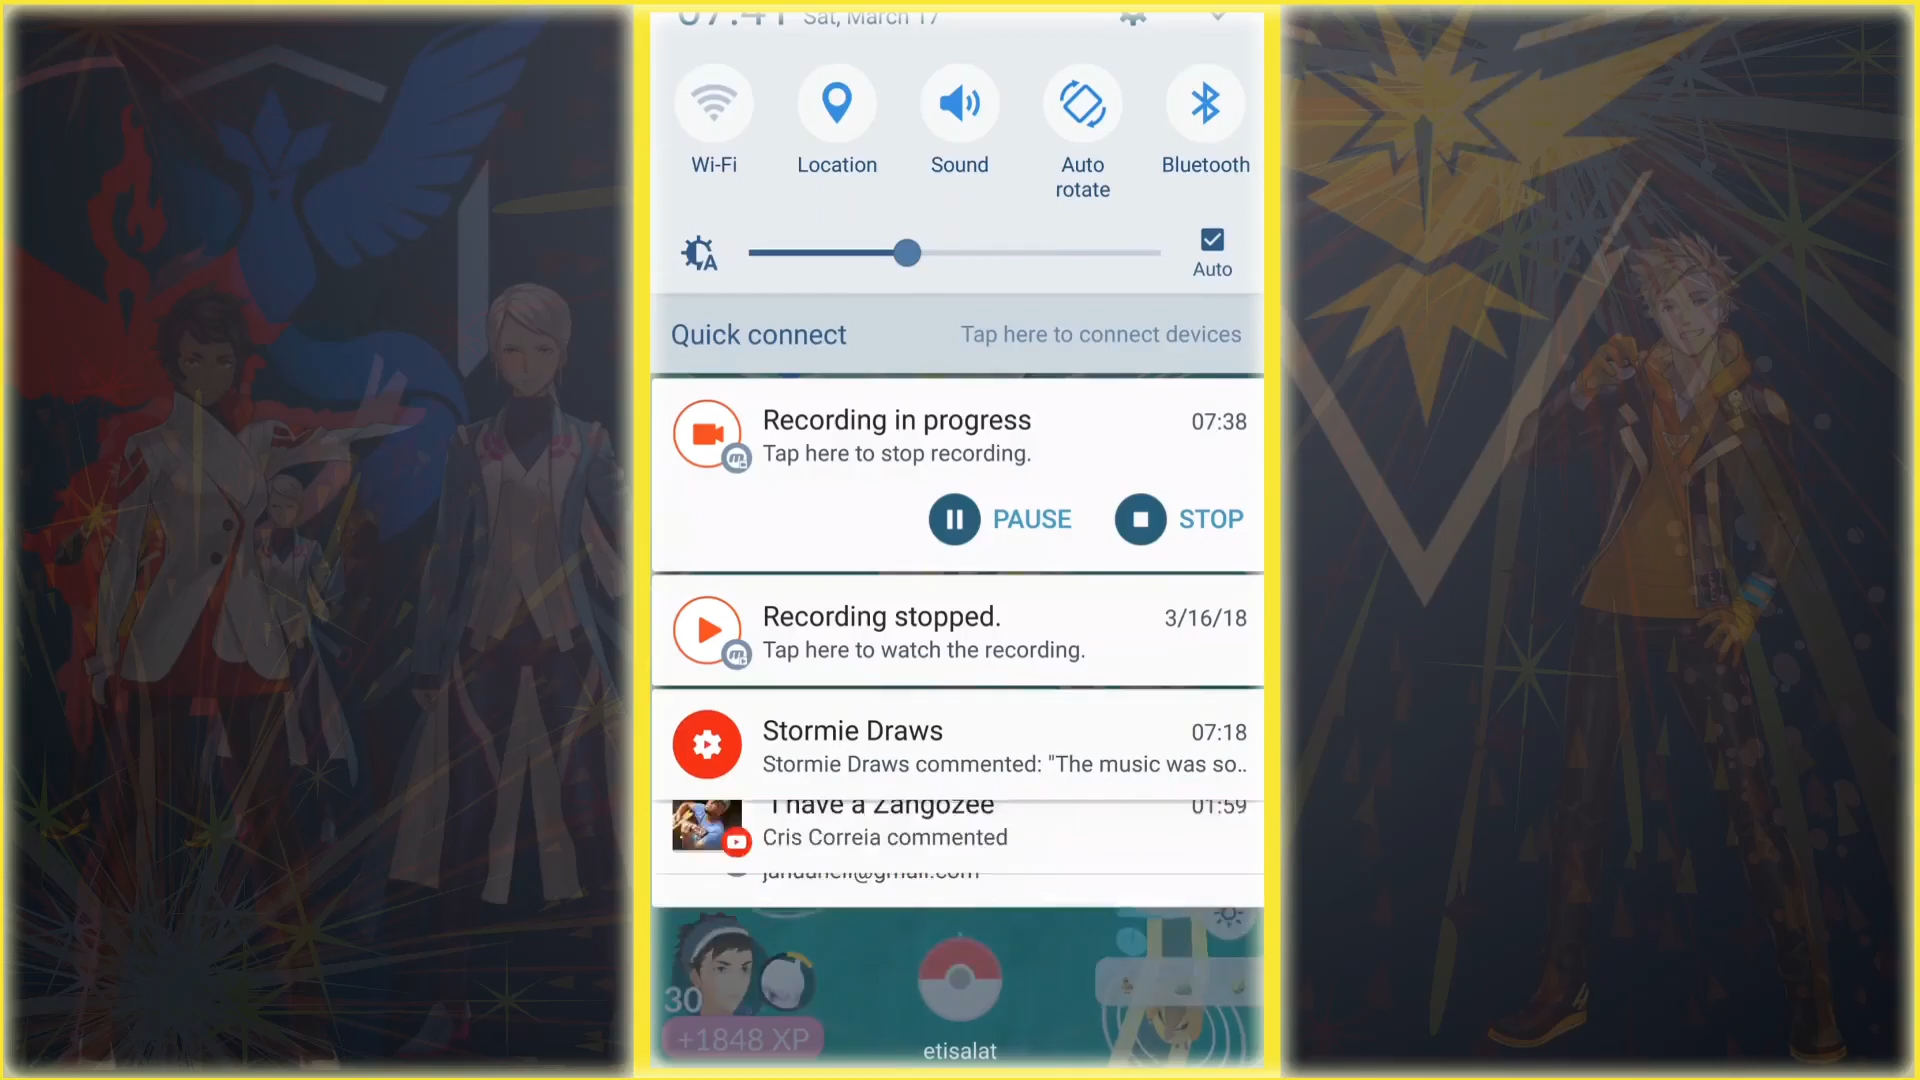 07:41 Sat, March 17
Wi-Fi
Location
Sound
Auto
rotate
Bluetooth
A
Auto
Quick connect
Tap here to connect devices
Recording in progress
07:38
Tap here to stop recording.
PAUSE
STOP
Recording stopped.
3/16/18
Tap here to watch the recording.
Stormie Draws
07:18
Stormie Draws commented: "The music was so..
I have a Zangozee
01:59
Cris Correia commented
30
+1848 XP
etisalat